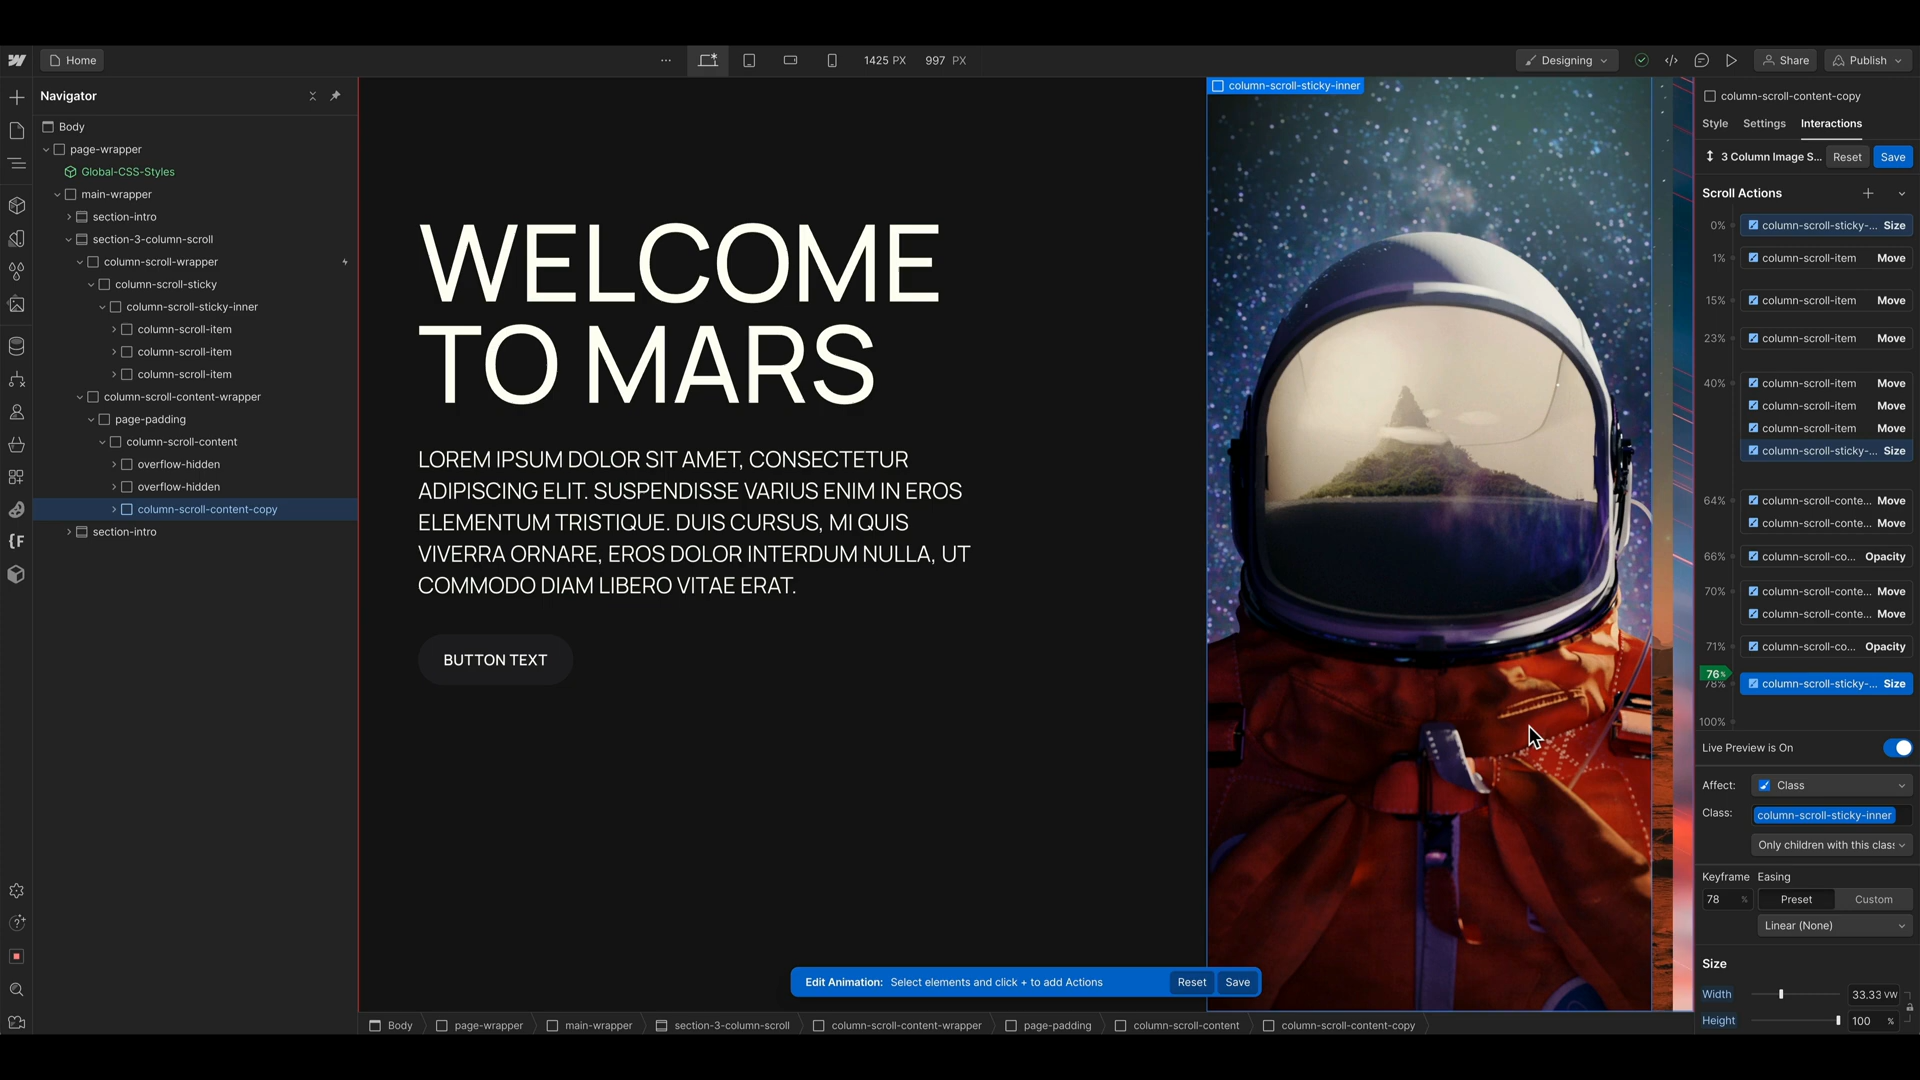 Home
1425 PX 997 PX
Designing
Share
Publish
Navigator
Body
page-wrapper
Global-CSS-Styles
main-wrapper
section-intro
section-3-column-scroll
column-scroll-wrapper
column-scroll-sticky
column-scroll-sticky-inner
column-scroll-item
column-scroll-item
column-scroll-item
column-scroll-content-wrapper
page-padding
column-scroll-content
overflow-hidden
overflow-hidden
column-scroll-content-copy
section-intro
column-scroll-sticky-inner
WELCOME
TO MARS
LOREM IPSUM DOLOR SIT AMET, CONSECTETUR
ADIPISCING ELIT. SUSPENDISSE VARIUS ENIM IN EROS
ELEMENTUM TRISTIQUE. DUIS CURSUS, MI QUIS
VIVERRA ORNARE, EROS DOLOR INTERDUM NULLA, UT
COMMODO DIAM LIBERO VITAE ERAT.
BUTTON TEXT
Edit Animation: Select elements and click + to add Actions
Reset
Save
Body page-wrapper main-wrapper section-3-column-scroll column-scroll-content-wrapper page-padding column-scroll-content column-scroll-content-copy
column-scroll-content-copy
Style Settings Interactions
3 Column Image S... Reset Save
Scroll Actions
0% column-scroll-sticky-... Size
1% column-scroll-item Move
15% column-scroll-item Move
23% column-scroll-item Move
40% column-scroll-item Move
column-scroll-item Move
column-scroll-item Move
column-scroll-sticky-... Size
64% column-scroll-conte... Move
column-scroll-conte... Move
66% column-scroll-co... Opacity
70% column-scroll-conte... Move
column-scroll-conte... Move
71% column-scroll-co... Opacity
76%
78% column-scroll-sticky-... Size
100%
Live Preview is On
Affect: Class
Class: column-scroll-sticky-inner
Only children with this class
Keyframe Easing
78 % Preset Custom
Linear (None)
Size
Width 33.33 VW
Height 100 %